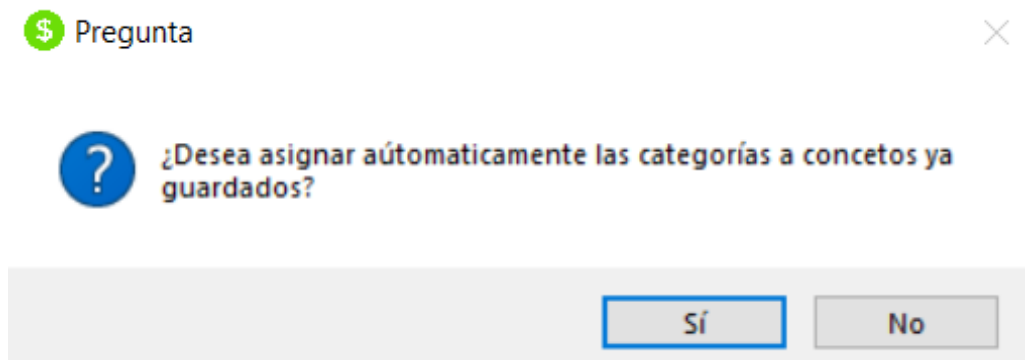 Pregunta
¿Desea asignar aútomaticamente las categorías a concetos ya
guardados?
Sí
No